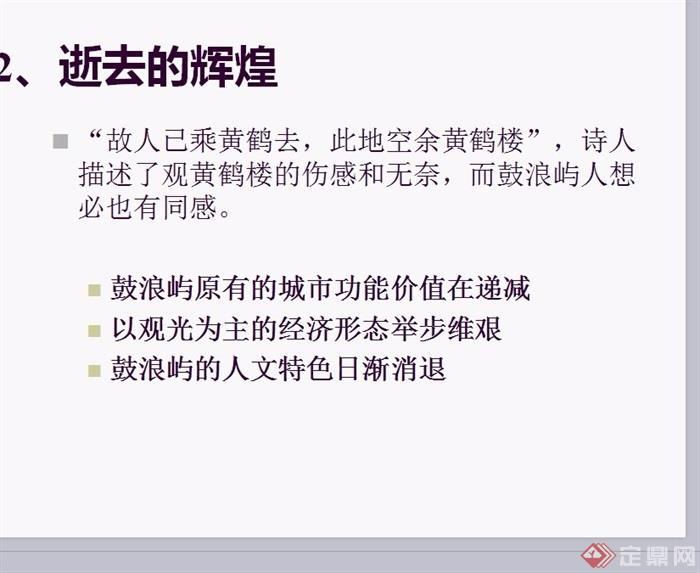 2、逝去的辉煌
“故人已乘黄鹤去，此地空余黄鹤楼”，诗人
描述了观黄鹤楼的伤感和无奈，而鼓浪屿人想
必也有同感。
鼓浪屿原有的城市功能价值在递减
以观光为主的经济形态举步维艰
鼓浪屿的人文特色日渐消退
定鼎网